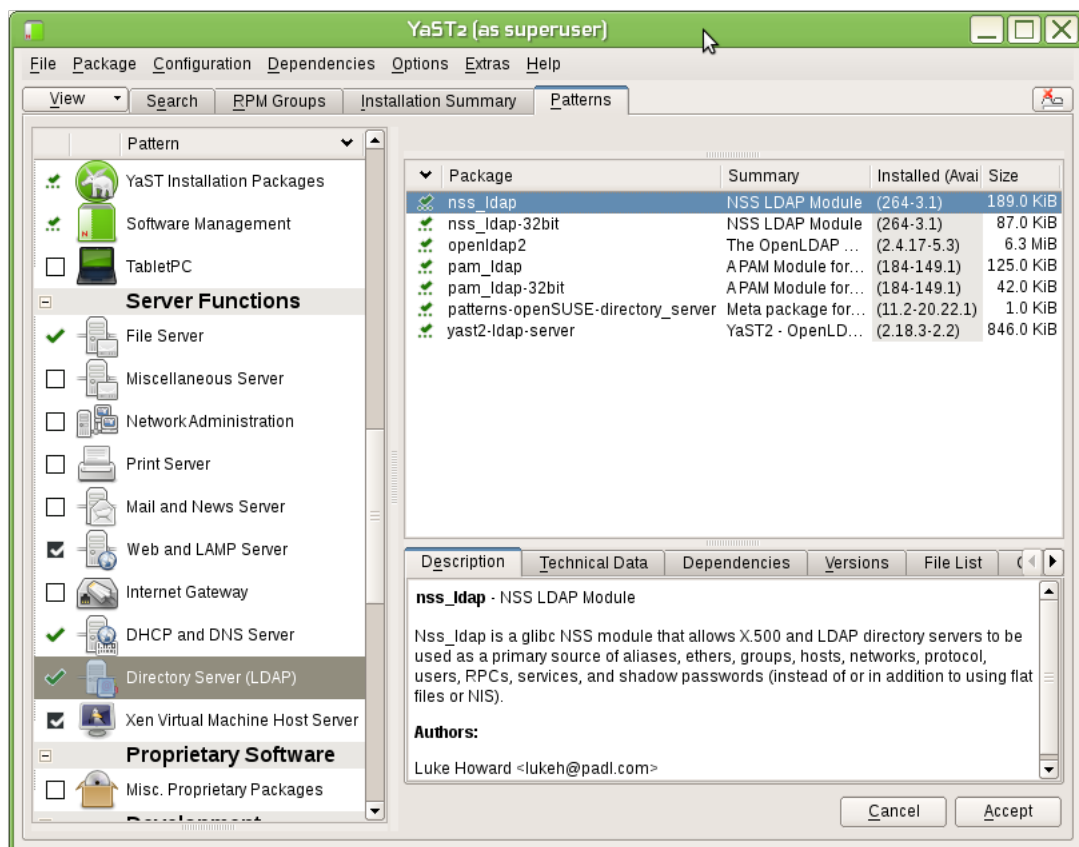 YaST2 (as superuser)
File Package Configuration Dependencies Options Extras Help
View Search RPM Groups Installation Summary Patterns
Pattern
YaST Installation Packages
Software Management
TabletPC
Server Functions
File Server
Miscellaneous Server
Network Administration
Print Server
Mail and News Server
Web and LAMP Server
Internet Gateway
DHCP and DNS Server
Directory Server (LDAP)
Xen Virtual Machine Host Server
Proprietary Software
Misc. Proprietary Packages
Package Summary Installed (Avai Size
nss_ldap NSS LDAP Module (264-3.1) 189.0 KiB
nss_ldap-32bit NSS LDAP Module (264-3.1) 87.0 KiB
openldap2 The OpenLDAP ... (2.4.17-5.3) 6.3 MiB
pam_ldap A PAM Module for... (184-149.1) 125.0 KiB
pam_ldap-32bit A PAM Module for... (184-149.1) 42.0 KiB
patterns-openSUSE-directory_server Meta package for... (11.2-20.22.1) 1.0 KiB
yast2-ldap-server YaST2 - OpenLD... (2.18.3-2.2) 846.0 KiB
Description Technical Data Dependencies Versions File List
nss_ldap - NSS LDAP Module
Nss_ldap is a glibc NSS module that allows X.500 and LDAP directory servers to be
used as a primary source of aliases, ethers, groups, hosts, networks, protocol,
users, RPCs, services, and shadow passwords (instead of or in addition to using flat
files or NIS).
Authors:
Luke Howard <lukeh@padl.com>
Cancel Accept